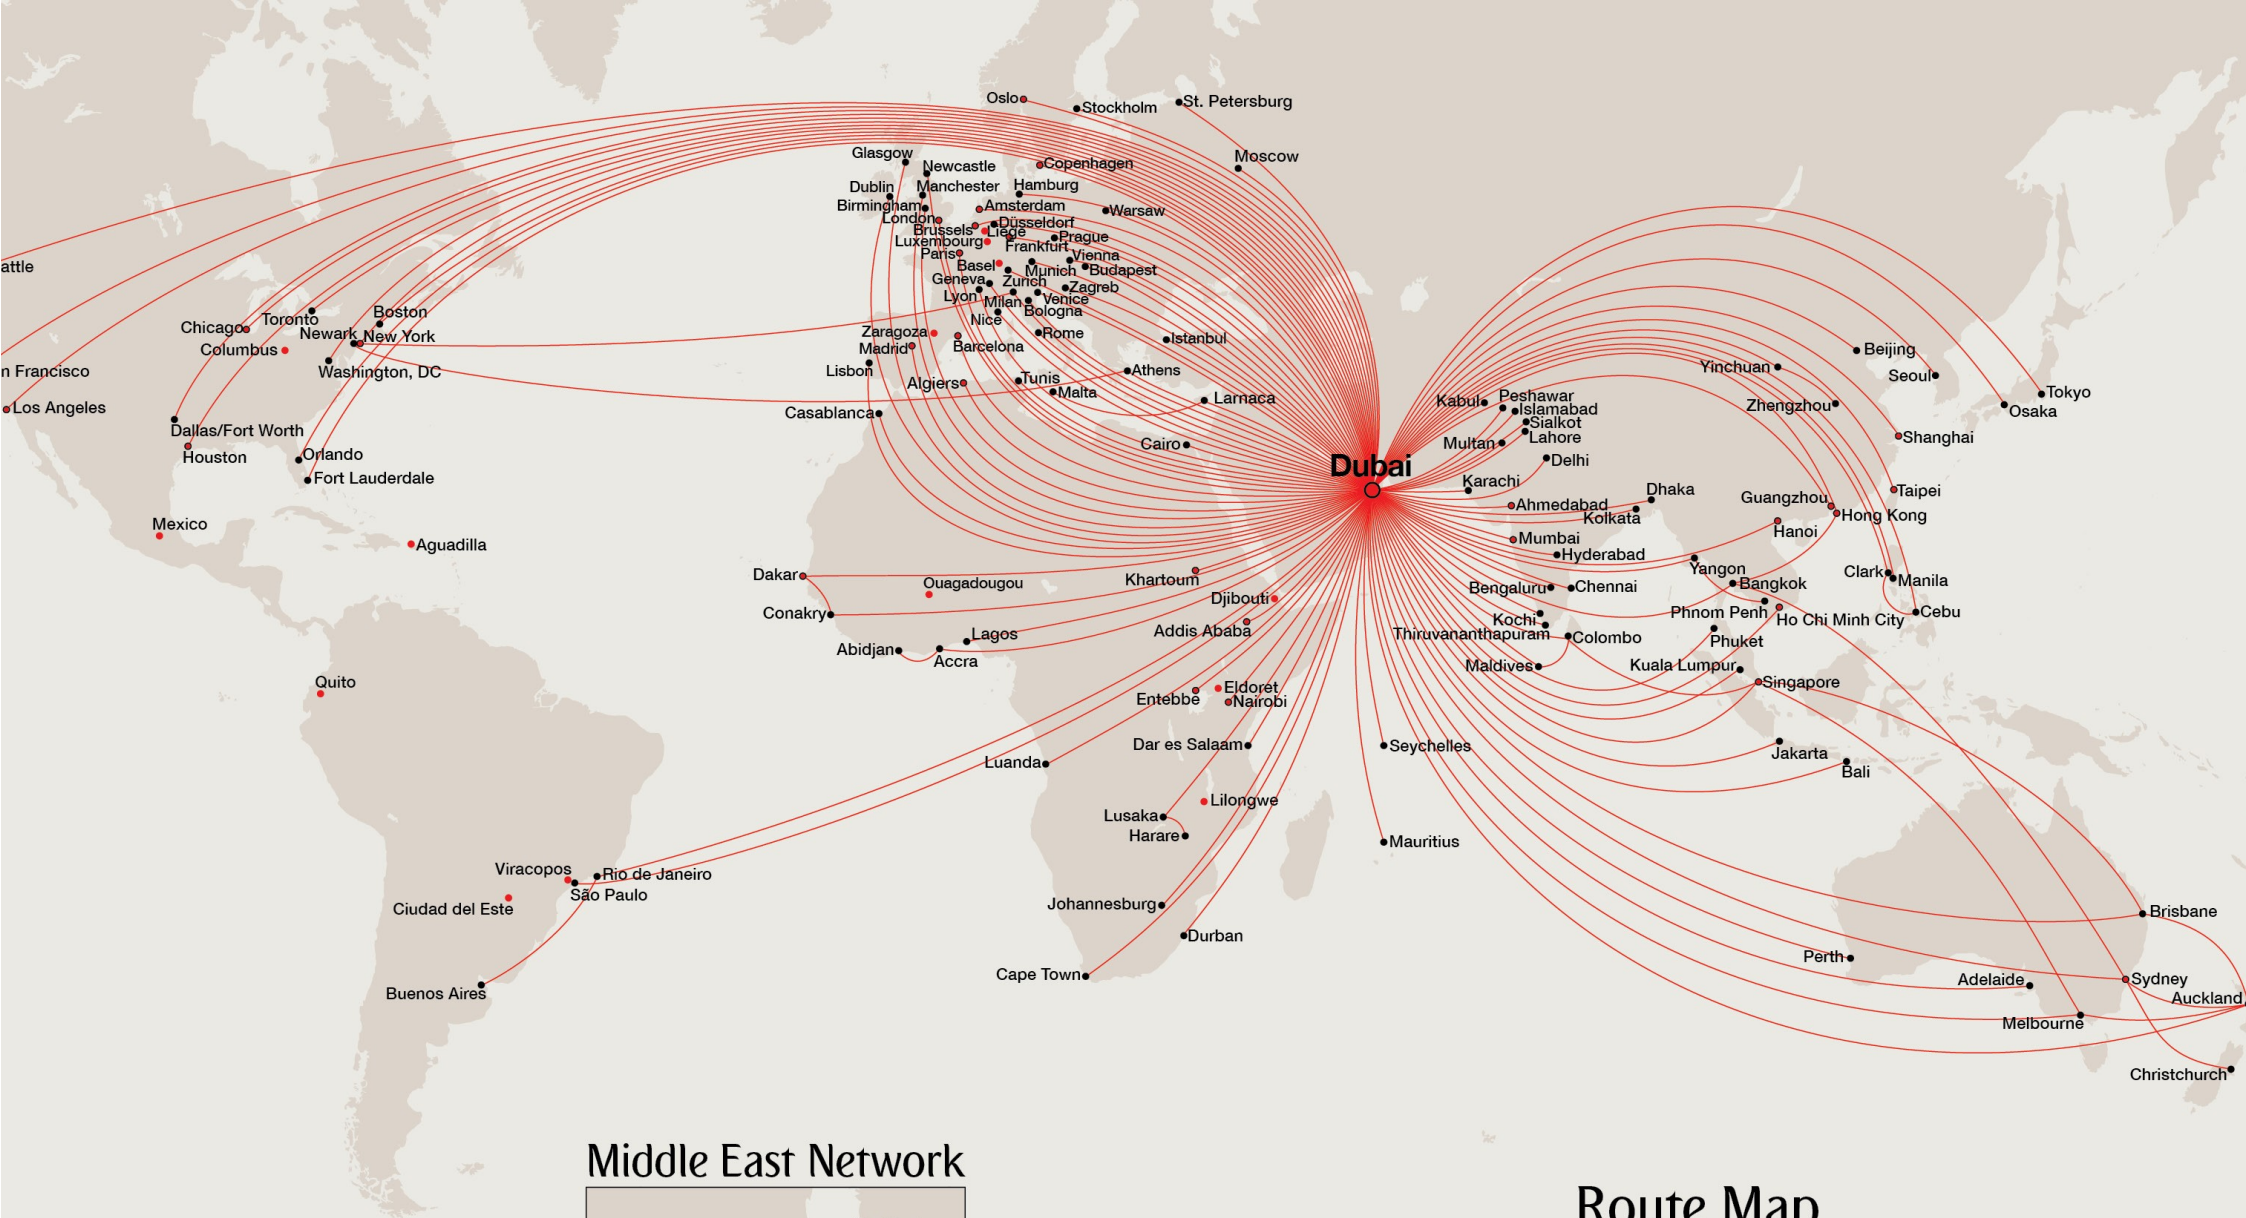 Oslo
Stockholm
St. Petersburg
Glasgow
Newcastle
Copenhagen
Moscow
Dublin
Manchester
Hamburg
Birmingham
Amsterdam
Warsaw
London
Düsseldorf
Brussels
Liege
Prague
Luxembourg
Frankfurt
Paris
Vienna
Basel
Munich
Budapest
Geneva
Zurich
Zagreb
Lyon
Milan
Venice
Nice
Bologna
attle
Boston
Chicago
Toronto
Newark
New York
Columbus
Washington, DC
n Francisco
Los Angeles
Zaragoza
Rome
Istanbul
Madrid
Barcelona
Lisbon
Algiers
Tunis
Athens
Malta
Larnaca
Casablanca
Cairo
Dallas/Fort Worth
Houston
Orlando
Fort Lauderdale
Mexico
Aguadilla
Dubai
Beijing
Yinchuan
Seoul
Zhengzhou
Tokyo
Osaka
Kabul
Peshawar
Islamabad
Sialkot
Multan
Lahore
Shanghai
Delhi
Karachi
Dhaka
Taipei
Ahmedabad
Kolkata
Guangzhou
Hong Kong
Hanoi
Mumbai
Hyderabad
Yangon
Clark
Manila
Bengaluru
Chennai
Bangkok
Kochi
Phnom Penh
Ho Chi Minh City
Cebu
Thiruvananthapuram
Colombo
Phuket
Maldives
Kuala Lumpur
Singapore
Dakar
Ouagadougou
Khartoum
Conakry
Djibouti
Addis Ababa
Abidjan
Lagos
Accra
Quito
Entebbe
Eldoret
Nairobi
Dar es Salaam
Seychelles
Luanda
Jakarta
Bali
Lilongwe
Lusaka
Harare
Mauritius
Viracopos
Rio de Janeiro
São Paulo
Ciudad del Este
Johannesburg
Durban
Cape Town
Buenos Aires
Brisbane
Perth
Adelaide
Sydney
Auckland
Melbourne
Christchurch
Middle East Network
Route Map